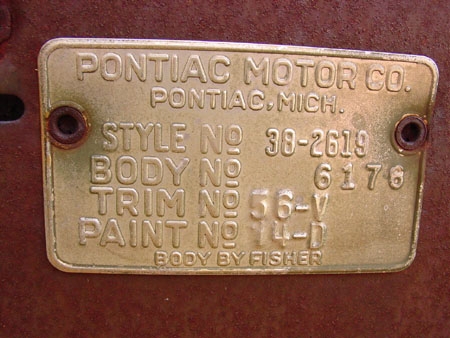 PONTIAC MOTOR CO.
PONTIAC, MICH.
STYLE NO 38-2619
BODY NO 6176
TRIM NO 56-V
PAINT NO 14-D
BODY BY FISHER